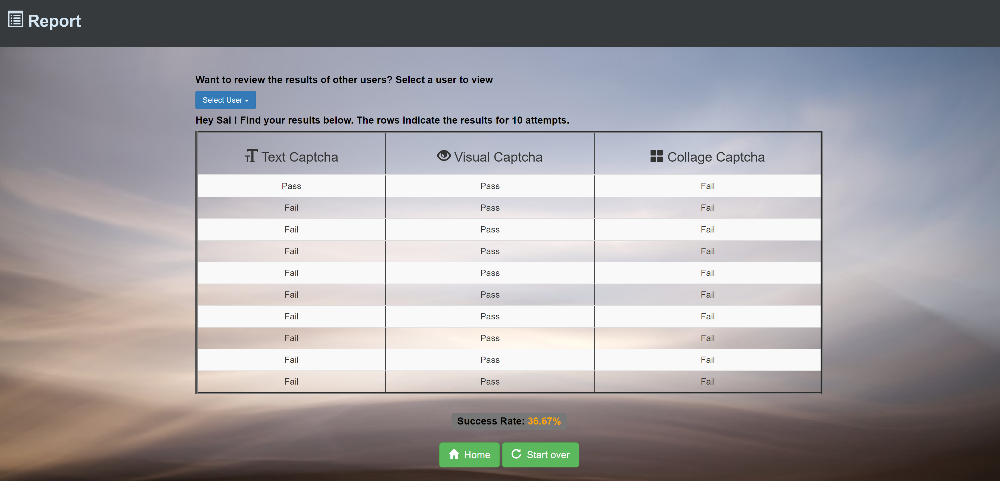 Report
Want to review the results of other users? Select a user to view
Select User
Hey Sai ! Find your results below. The rows indicate the results for 10 attempts.
Text Captcha Visual Captcha Collage Captcha
Pass Pass Fail
Fail Pass Fail
Fail Pass Fail
Fail Pass Fail
Fail Pass Fail
Fail Pass Fail
Fail Pass Fail
Fail Pass Fail
Fail Pass Fail
Fail Pass Fail
Success Rate: 36.67%
Home Start over